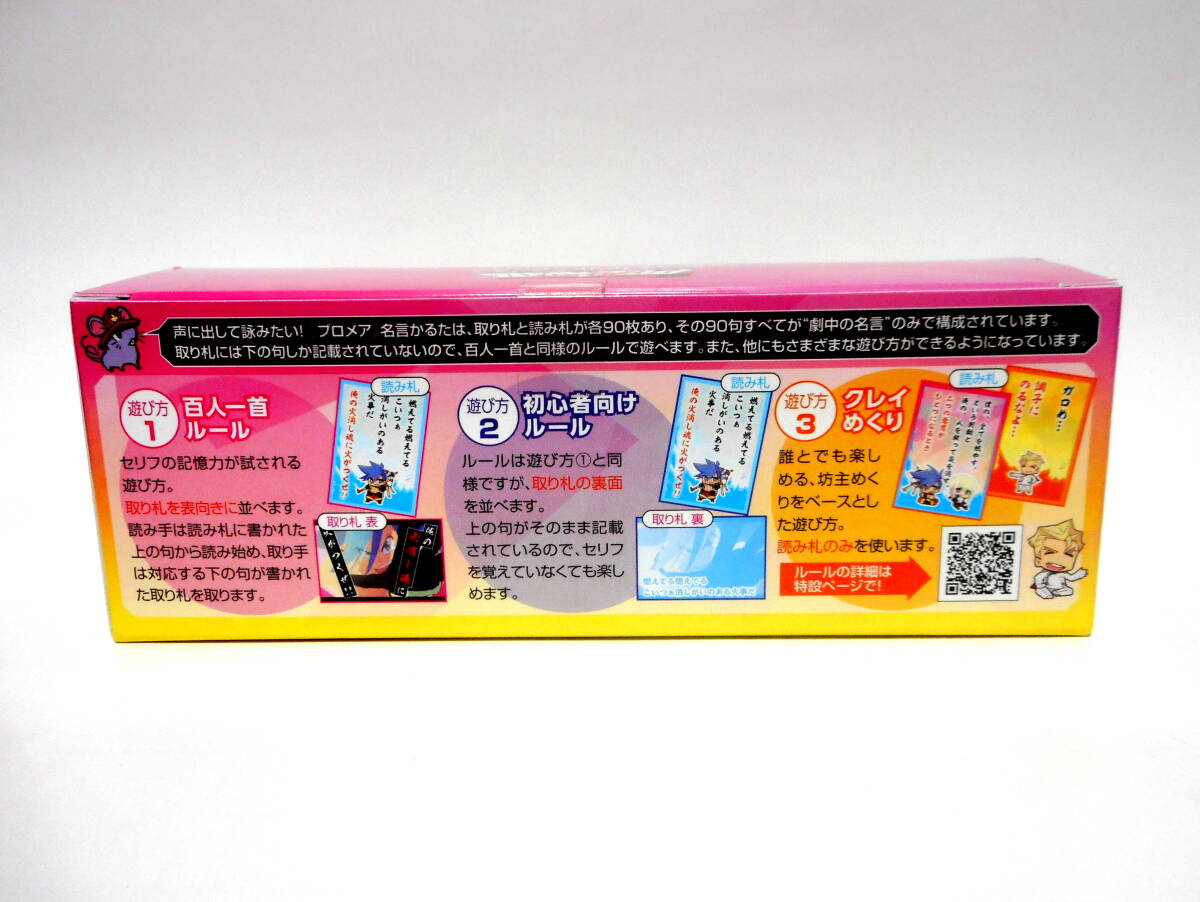 声に出して詠みたい! プロメア 名言かるたは、取り札と読み札が各90枚あり、その90句すべてが"劇中の名言"のみで構成されています。
取り札には下の句しか記載されていないので、百人一首と同様のルールで遊べます。また、他にもさまざまな遊び方ができるようになっています。
遊び方
1
百人一首
ルール
セリフの記憶力が試される
遊び方。
取り札を表向きに並べます。
読み手は読み札に書かれた
上の句から読み始め、取り手
は対応する下の句が書かれ
た取り札を取ります。
読み札
燃えてる燃えてる
こいつぁ
消しがいのある
火事だ
俺の火消し魂に火がつくぜ!!
取り札 表
俺の
火消し魂に
火がつくぜ!!
遊び方
2
初心者向け
ルール
ルールは遊び方①と同
様ですが、取り札の裏面
を並べます。
上の句がそのまま記載
されているので、セリフ
を覚えていなくても楽し
めます。
読み札
燃えてる燃えてる
こいつぁ
消しがいのある
火事だ
俺の火消し魂に火がつくぜ!!
取り札 裏
燃えてる燃えてる
こいつぁ消しがいのある火事だ
遊び方
3
クレイ
めくり
誰とでも楽し
める、坊主めく
りをベースとし
た遊び方。
読み札のみを使います。
ルールの詳細は
特設ページで!
読み札
ガロめ…
調子に
のるなよ…